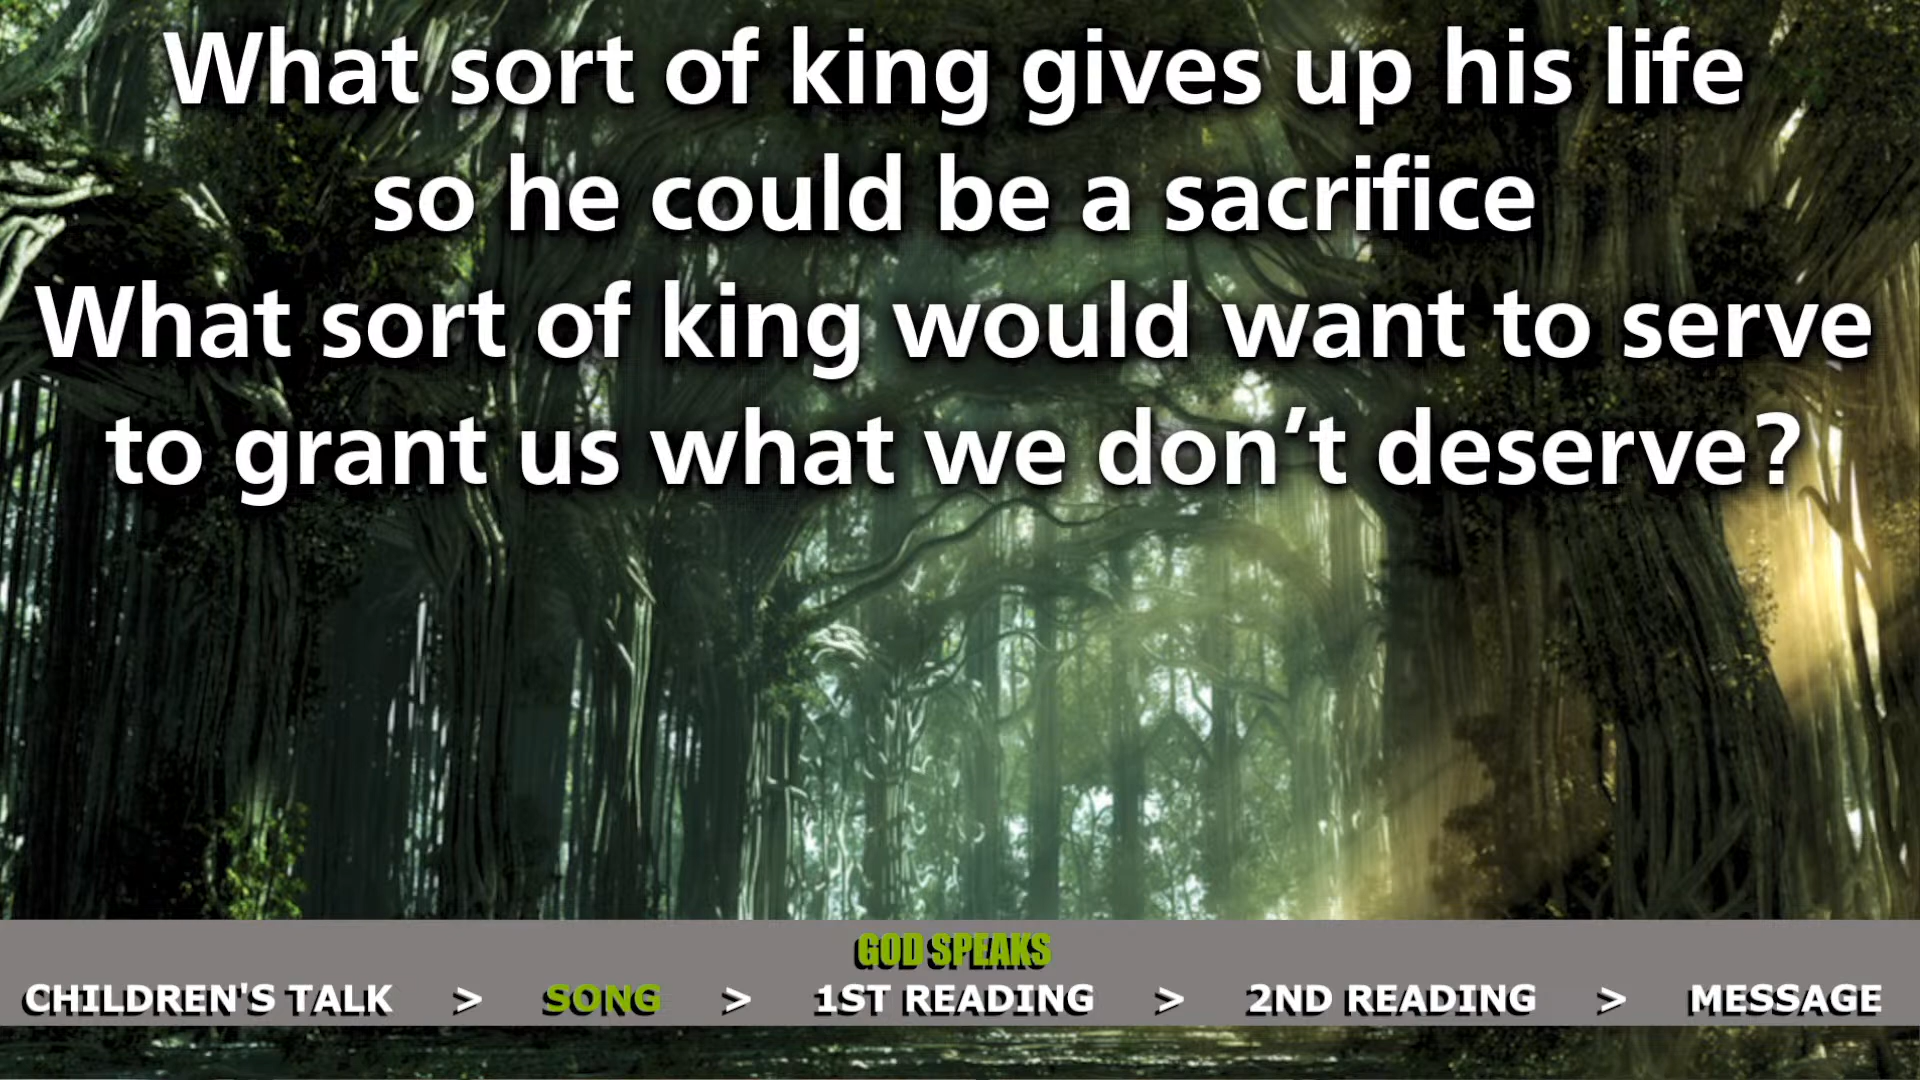 What sort of king gives up his life
so he could be a sacrifice
What sort of king would want to serve
to grant us what we don’t deserve?
GOD SPEAKS
CHILDREN'S TALK > SONG > 1ST READING > 2ND READING > MESSAGE